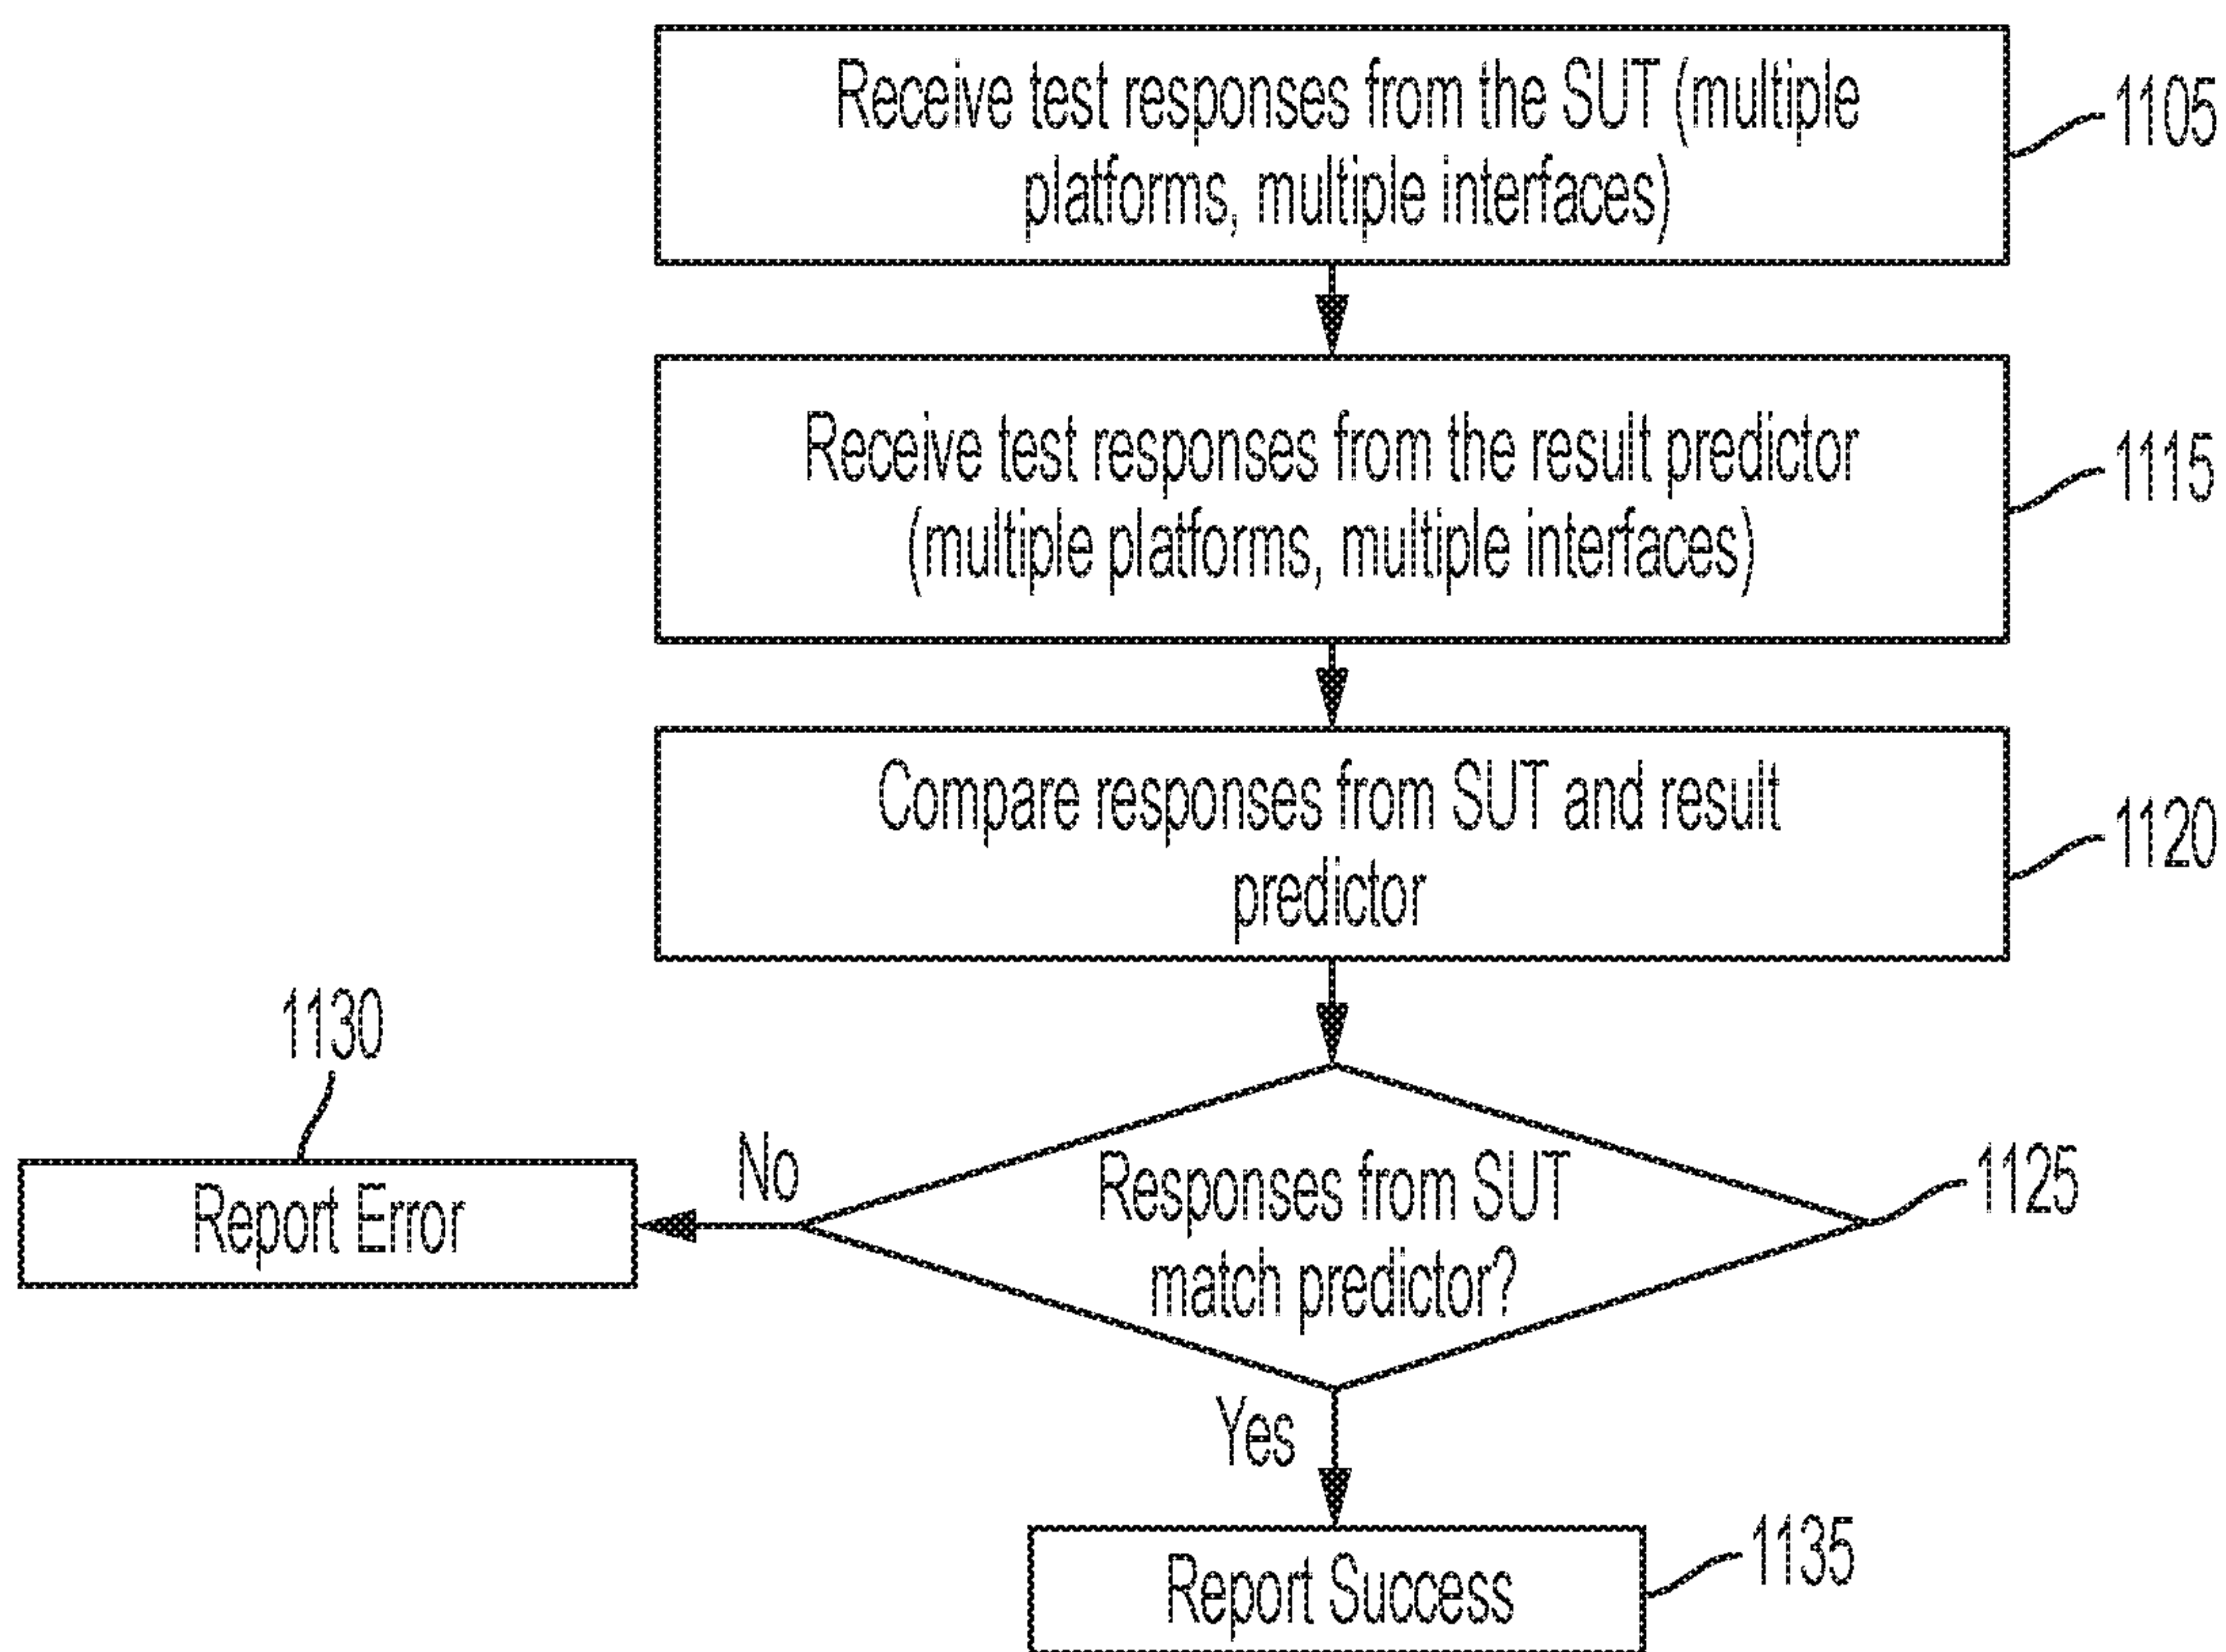 Receive test responses from the SUT (multiple
platforms, multiple interfaces)
1105
Receive test responses from the result predictor
(multiple platforms, multiple interfaces)
1115
Compare responses from SUT and result
predictor
1120
1130
Report Error
No
Responses from SUT
match predictor?
1125
Yes
Report Success
1135